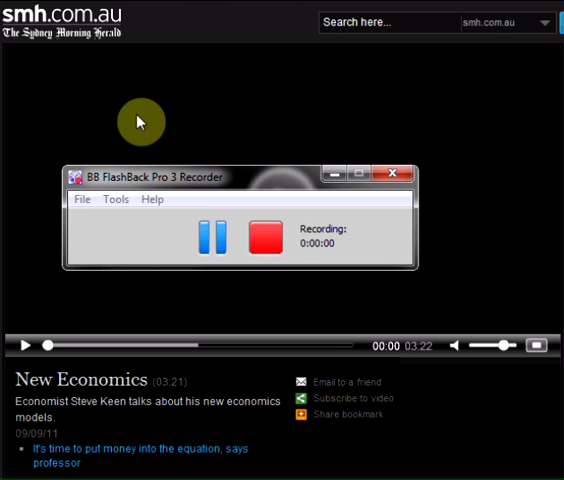 smh.com.au
The Sydney Morning Herald
Search here... smh.com.au
BB FlashBack Pro 3 Recorder
File Tools Help
Recording:
0:00:00
00:00 03:22
New Economics (03:21)
Economist Steve Keen talks about his new economics
models.
09/09/11
It's time to put money into the equation, says
professor
Email to a friend
Subscribe to video
Share bookmark